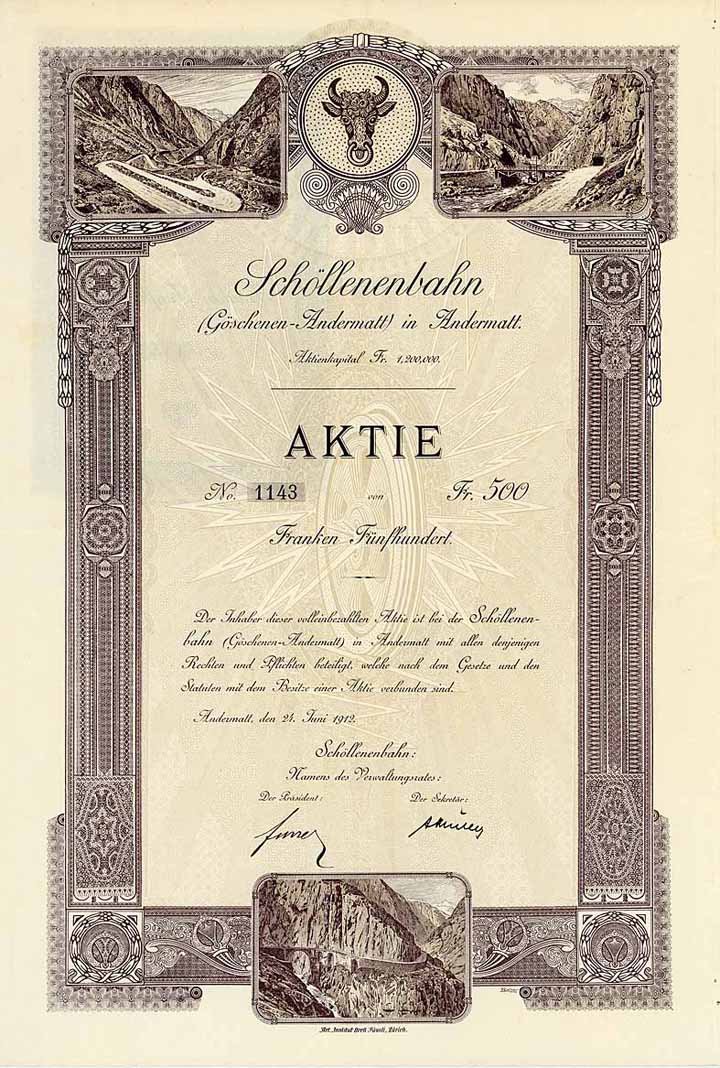 Schöllenenbahn
(Göschenen-Andermatt) in Andermatt.
Aktienkapital Fr. 1,200,000.
AKTIE
No. 1143 von Fr. 500
Franken Fünfhundert.
Der Inhaber dieser volleinbezahlten Aktie ist bei der Schöllenen-
bahn (Göschenen-Andermatt) in Andermatt mit allen denjenigen
Rechten und Pflichten beteiligt, welche nach dem Gesetze und den
Statuten mit dem Besitze einer Aktie verbunden sind.
Andermatt, den 24. Juni 1912.
Schöllenenbahn:
Namens des Verwaltungsrates:
Der Präsident: Der Sekretär:
Art. Institut Orell Füssli, Zürich.